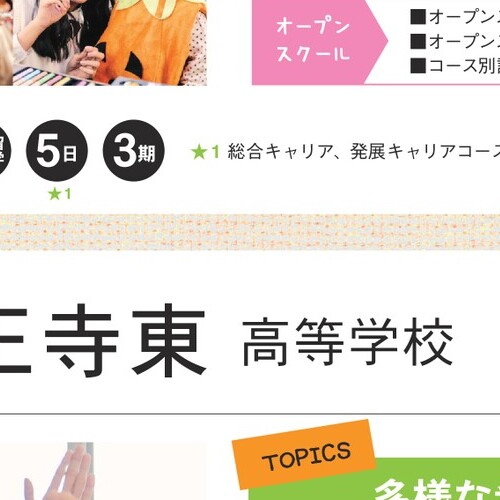 オープン
スクール
■オープン
■オープン
■コース別
5日
3期
★1 総合キャリア、発展キャリアコー
★1
王寺東 高等学校
TOPICS
多様な